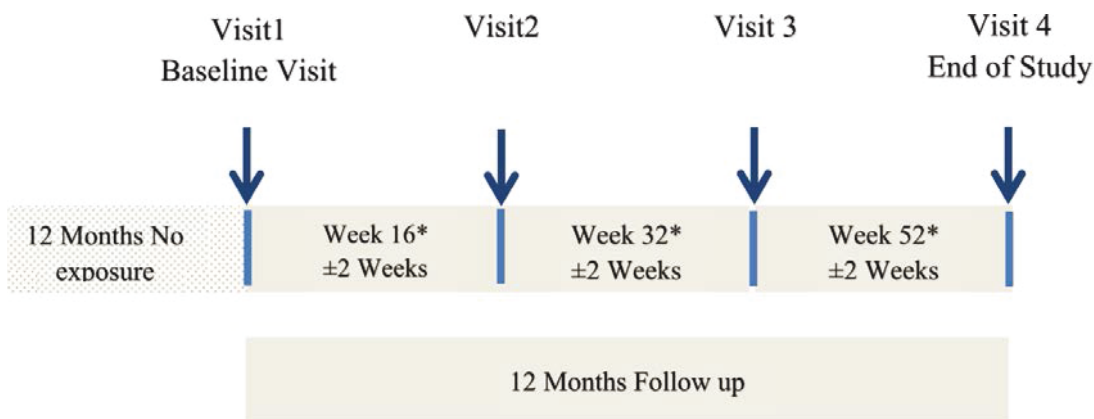 Visit1
Baseline Visit
Visit2
Visit 3
Visit 4
End of Study
12 Months No
exposure
Week 16*
±2 Weeks
Week 32*
±2 Weeks
Week 52*
±2 Weeks
12 Months Follow up